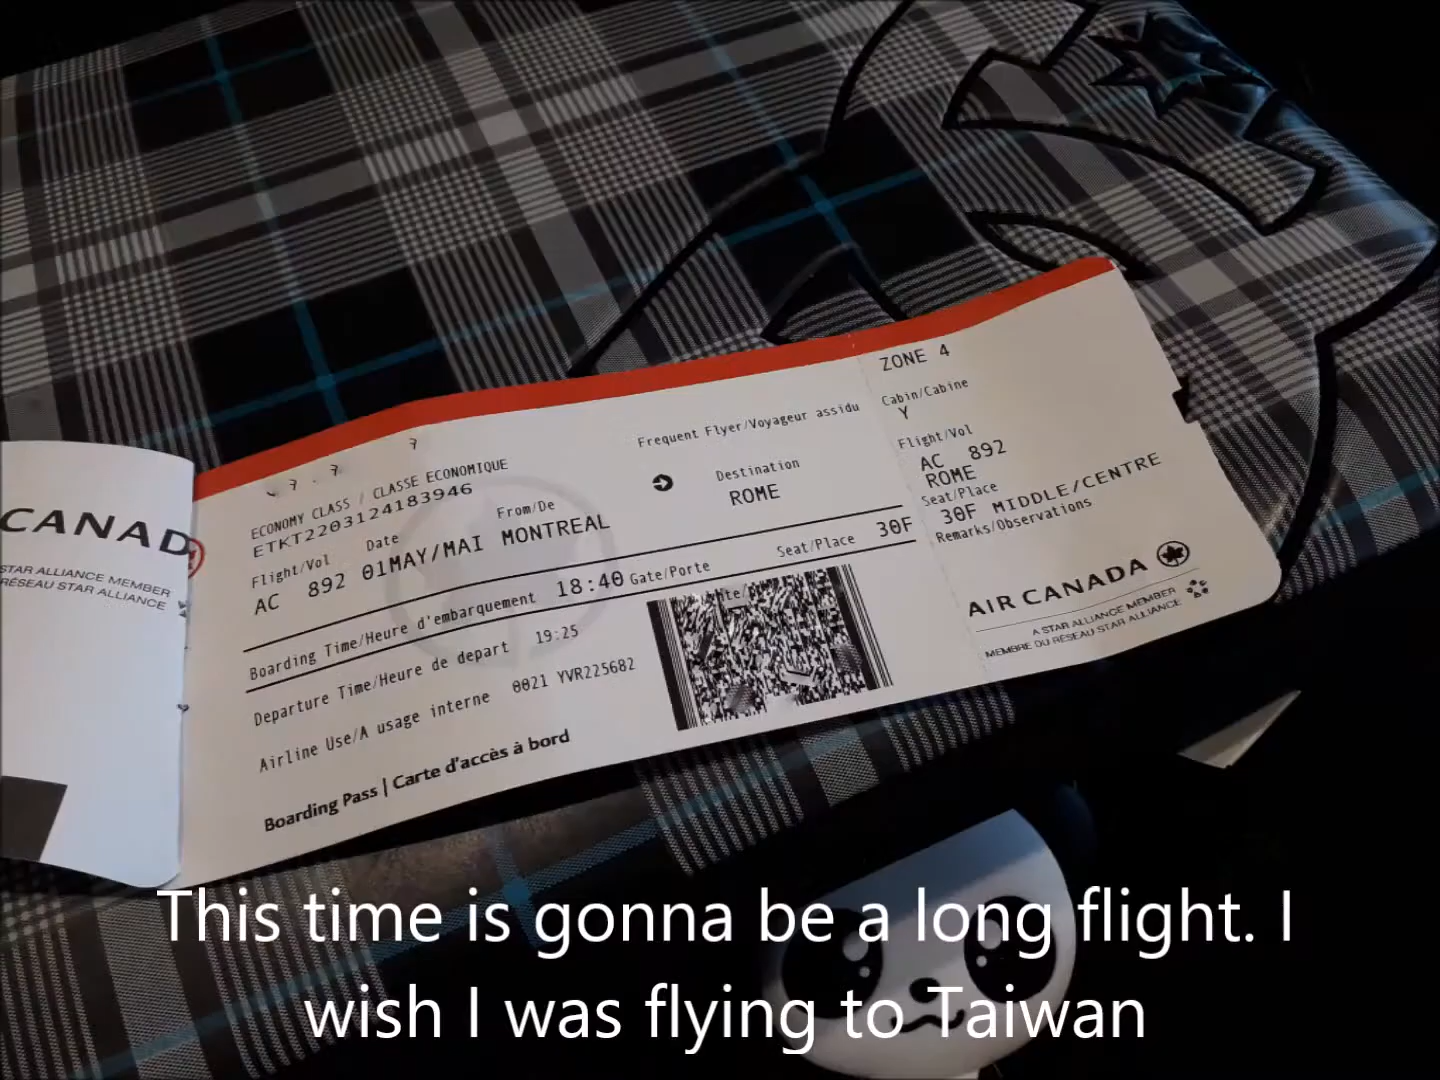 CANAD
STAR ALLIANCE MEMBER
RÉSEAU STAR ALLIANCE
ECONOMY CLASS / CLASSE ECONOMIQUE
ETKT2203124183946
Flight/Vol Date From/De
AC 892 01MAY/MAI MONTREAL
Frequent Flyer/Voyageur assidu
Destination
ROME
Boarding Time/Heure d'embarquement 18:40 Gate/Porte Seat/Place 30F
Departure Time/Heure de depart 19:25
Airline Use/A usage interne 0021 YVR225682
Boarding Pass | Carte d'accès à bord
ZONE 4
Cabin/Cabine
Y
Flight/Vol
AC 892
ROME
Seat/Place
30F MIDDLE/CENTRE
Remarks/Observations
AIR CANADA
A STAR ALLIANCE MEMBER
MEMBRE DU RÉSEAU STAR ALLIANCE
This time is gonna be a long flight. I
wish I was flying to Taiwan